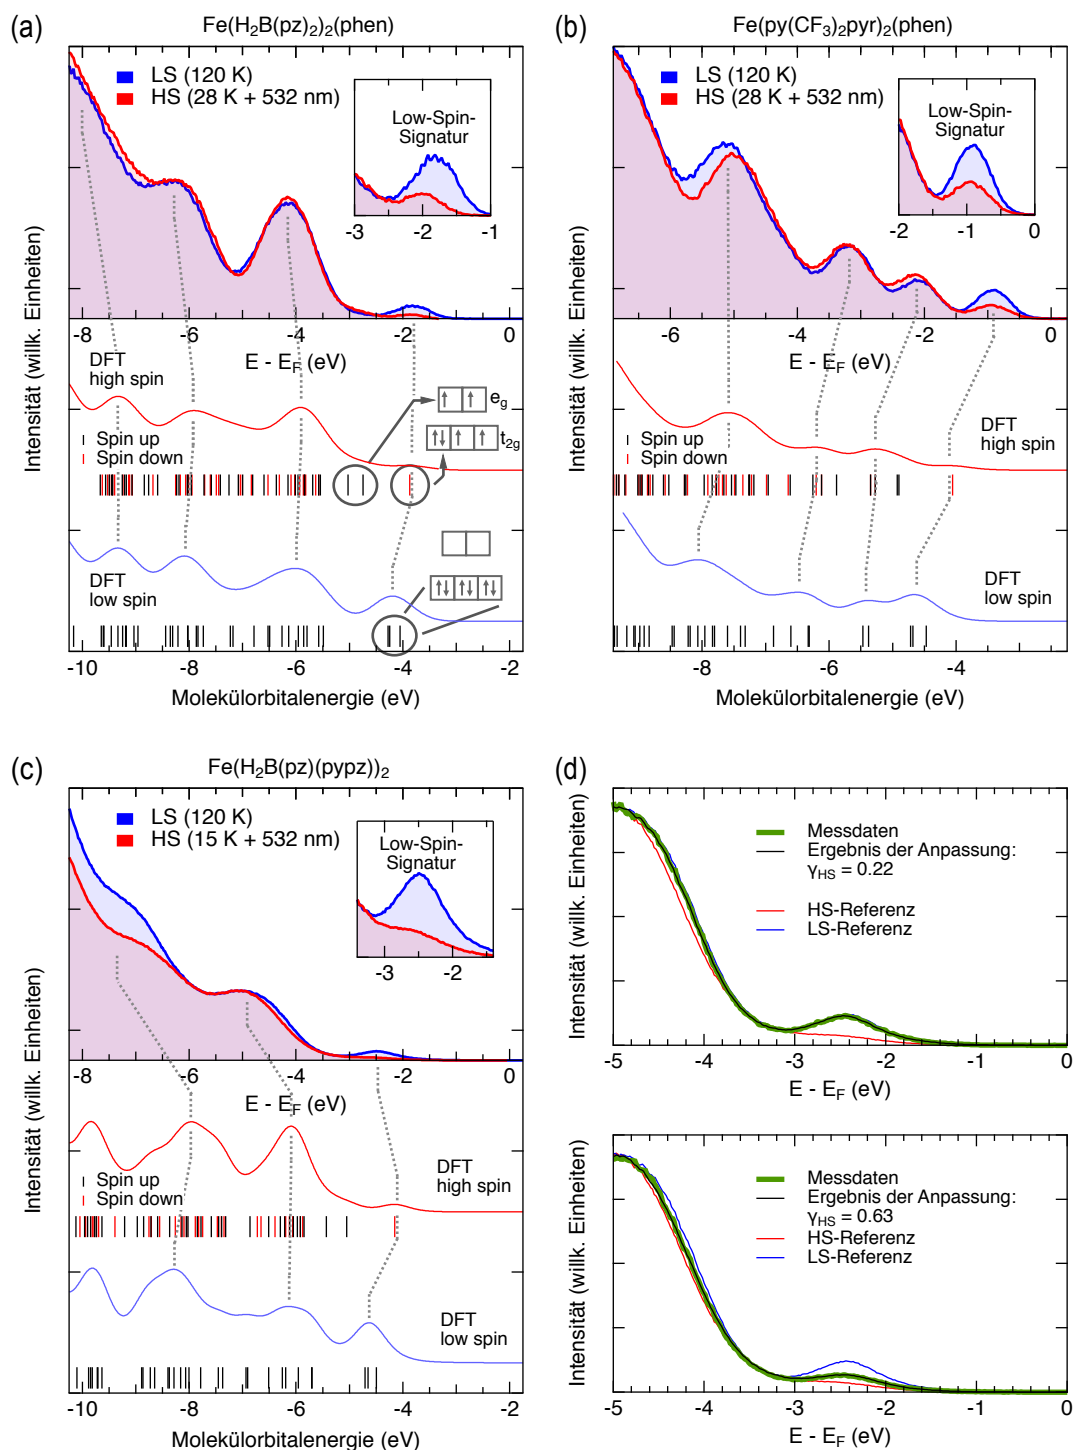 (a)
Fe(H2B(pz)2)2(phen)
LS (120 K)
HS (28 K + 532 nm)
Low-Spin-
Signatur
-3 -2 -1
Intensität (willk. Einheiten)
-8 -6 -4 -2 0
E - EF (eV)
DFT
high spin
eg
t2g
Spin up
Spin down
DFT
low spin
-10 -8 -6 -4 -2
Molekülorbitalenergie (eV)
(b)
Fe(py(CF3)2pyr)2(phen)
LS (120 K)
HS (28 K + 532 nm)
Low-Spin-
Signatur
-2 -1 0
Intensität (willk. Einheiten)
-6 -4 -2 0
E - EF (eV)
DFT
high spin
Spin up
Spin down
DFT
low spin
-8 -6 -4
Molekülorbitalenergie (eV)
(c)
Fe(H2B(pz)(pypz))2
LS (120 K)
HS (15 K + 532 nm)
Low-Spin-
Signatur
-3 -2
Intensität (willk. Einheiten)
-8 -6 -4 -2 0
E - EF (eV)
DFT
high spin
Spin up
Spin down
DFT
low spin
-10 -8 -6 -4 -2
Molekülorbitalenergie (eV)
(d)
Messdaten
Ergebnis der Anpassung:
γHS = 0.22
HS-Referenz
LS-Referenz
Intensität (willk. Einheiten)
-5 -4 -3 -2 -1 0
E - EF (eV)
Messdaten
Ergebnis der Anpassung:
γHS = 0.63
HS-Referenz
LS-Referenz
Intensität (willk. Einheiten)
-5 -4 -3 -2 -1 0
E - EF (eV)